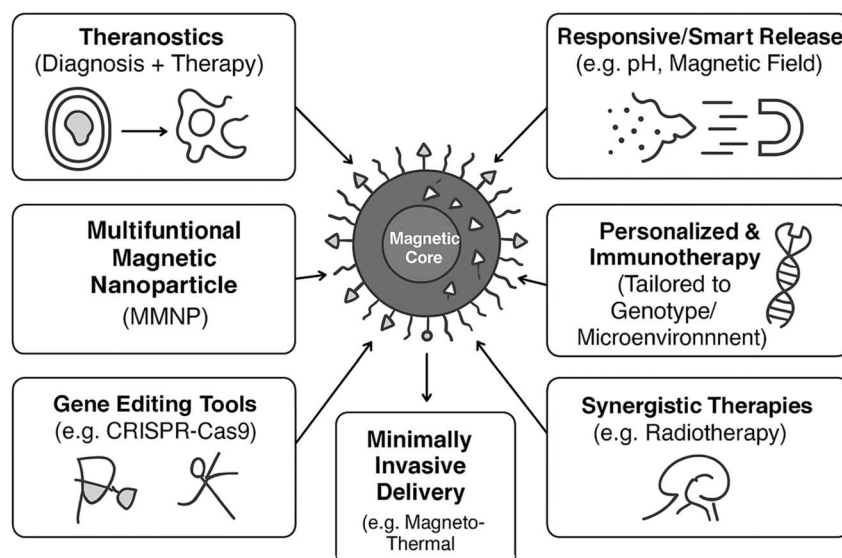 Theranostics
(Diagnosis + Therapy)
Responsive/Smart Release
(e.g. pH, Magnetic Field)
Multifuntional
Magnetic
Nanoparticle
(MMNP)
Magnetic
Core
Personalized &
Immunotherapy
(Tailored to
Genotype/
Microenvironnnent)
Gene Editing Tools
(e.g. CRISPR-Cas9)
Minimally
Invasive
Delivery
(e.g. Magneto-
Thermal
Synergistic Therapies
(e.g. Radiotherapy)